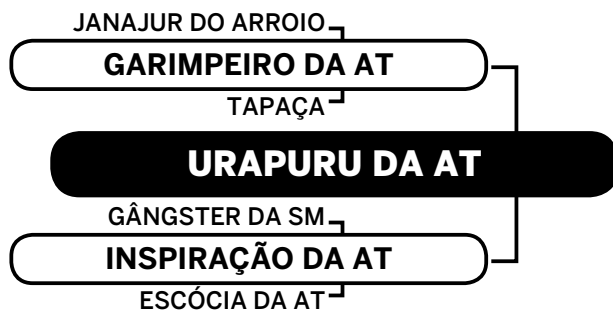 JANAJUR DO ARROIO
GARIMPEIRO DA AT
TAPAÇA
URAPURU DA AT
GÂNGSTER DA SM
INSPIRAÇÃO DA AT
ESCÓCIA DA AT